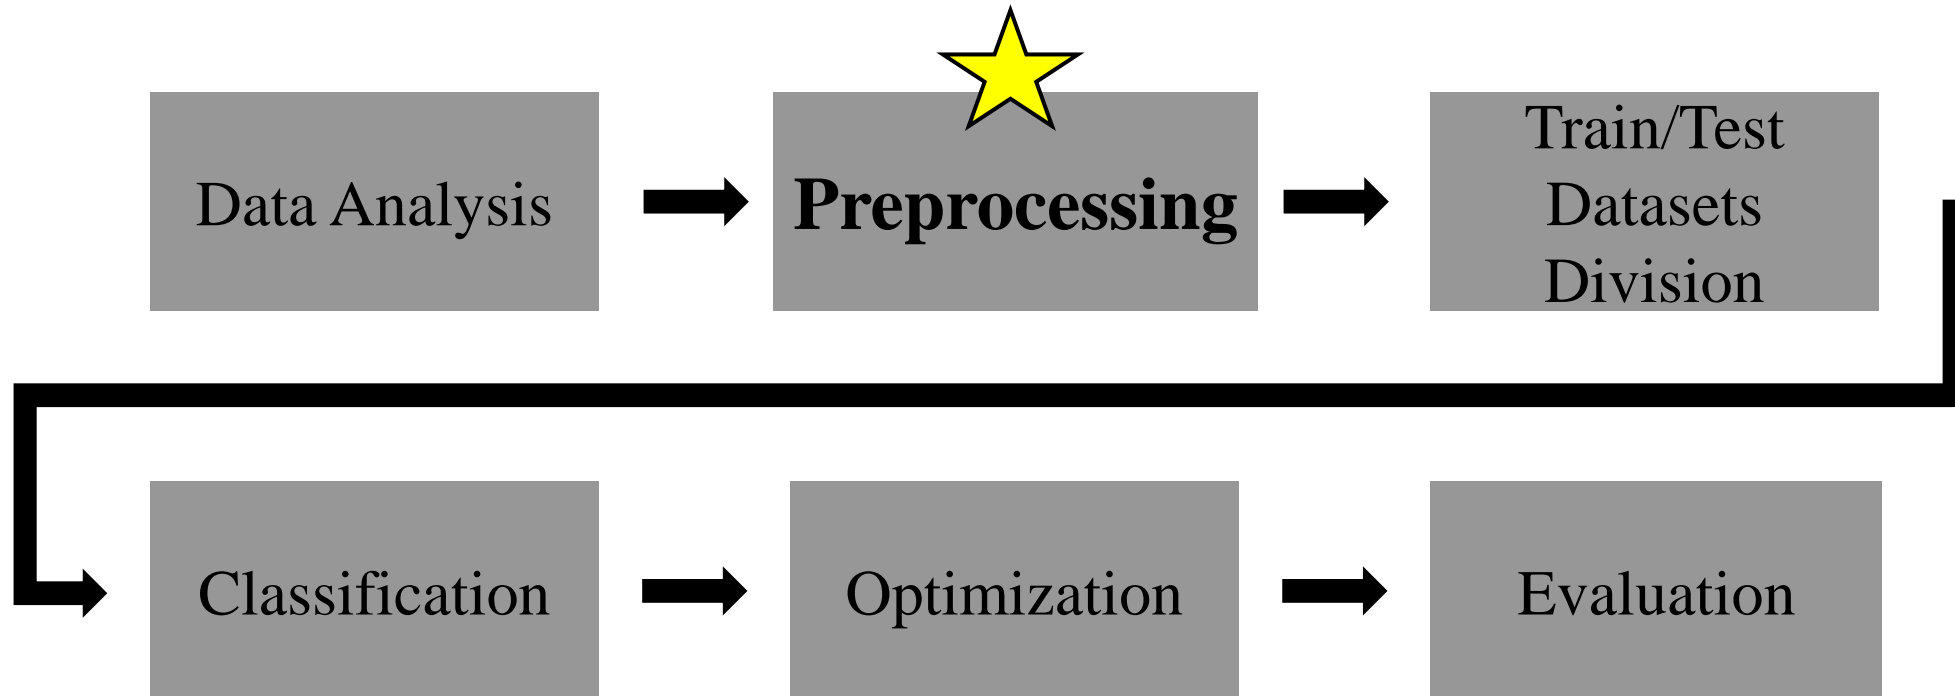 Data Analysis
Preprocessing
Train/Test
Datasets
Division
Classification
Optimization
Evaluation